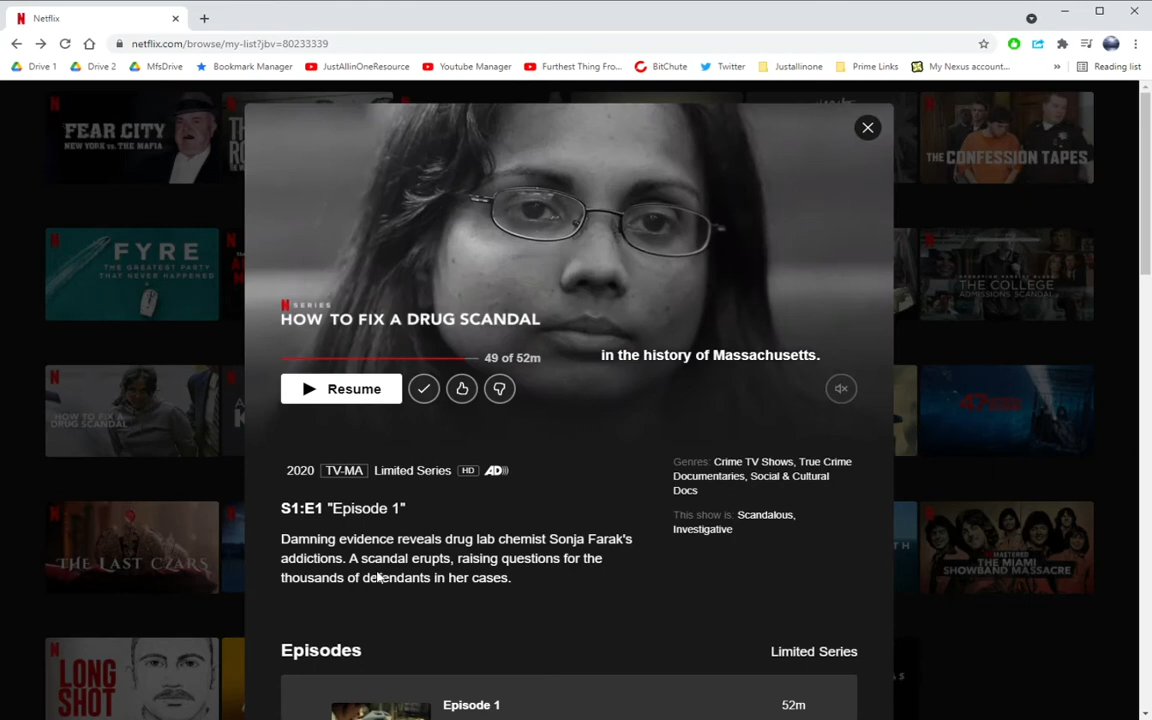 Netflix
netflix.com/browse/my-list?jbv=80233339
Drive 1
Drive 2
MfsDrive
Bookmark Manager
JustAllinOneResource
Youtube Manager
Furthest Thing Fro...
BitChute
Twitter
Justallinone
Prime Links
My Nexus account...
»
Reading list
FEAR CITY
NEW YORK vs. THE MAFIA
THE CONFESSION TAPES
FYRE
THE GREATEST PARTY
THAT NEVER HAPPENED
OPERATION VARSITY BLUES
THE COLLEGE
ADMISSIONS SCANDAL
N SERIES
HOW TO FIX A DRUG SCANDAL
49 of 52m
in the history of Massachusetts.
Resume
HOW TO FIX A
DRUG SCANDAL
2020 TV-MA Limited Series HD AD
Genres: Crime TV Shows, True Crime
Documentaries, Social & Cultural
Docs
This show is: Scandalous,
Investigative
S1:E1 "Episode 1"
Damning evidence reveals drug lab chemist Sonja Farak's
addictions. A scandal erupts, raising questions for the
thousands of defendants in her cases.
THE LAST CZARS
REMASTERED
THE MIAMI
SHOWBAND MASSACRE
Episodes
Limited Series
LONG
SHOT
Episode 1
52m